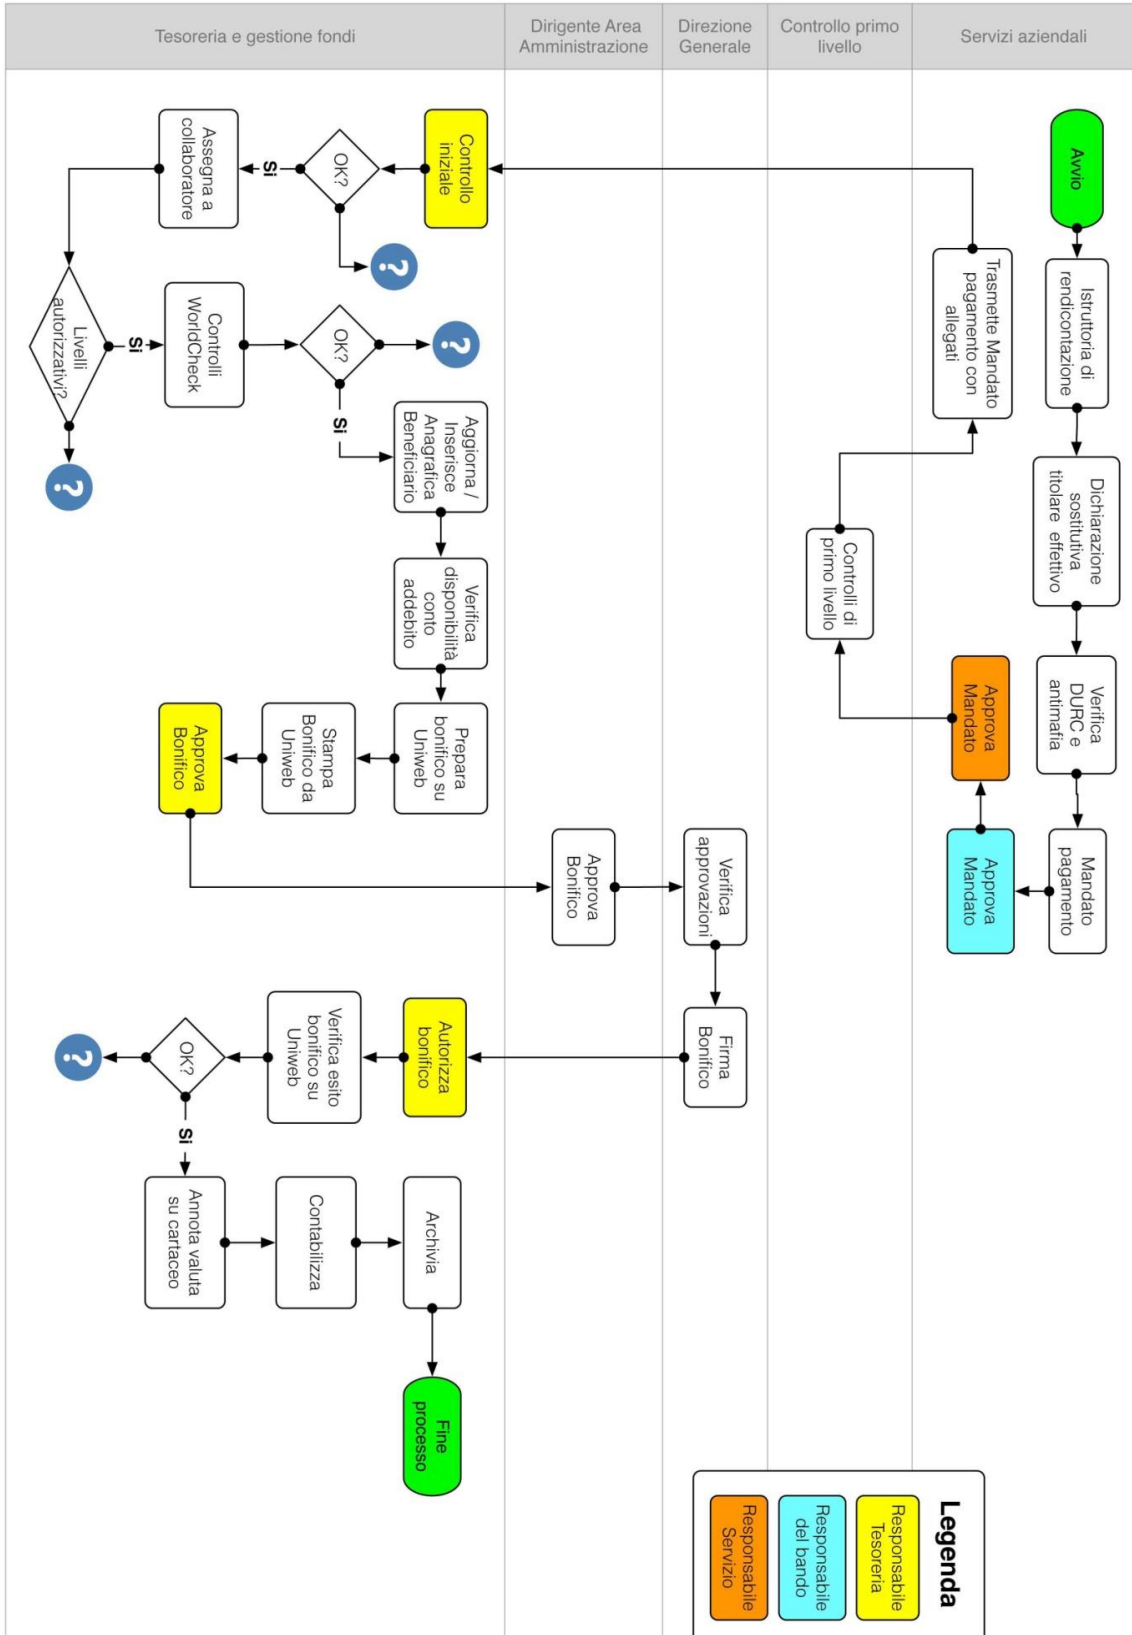 Tesoreria e gestione fondi
Dirigente Area
Amministrazione
Direzione
Generale
Controllo primo
livello
Servizi aziendali
Avvio
Istruttoria di
rendicontazione
Dichiarazione
sostitutiva
titolare effettivo
Verifica
DURC e
antimafia
Mandato
pagamento
Approva
Mandato
Approva
Mandato
Controlli di
primo livello
Trasmette Mandato
pagamento con
allegati
Controllo
iniziale
OK?
?
Si
Assegna a
collaboratore
Livelli
autorizzativi?
?
Si
Controlli
WorldCheck
OK?
?
Si
Aggiorna /
Inserisce
Anagrafica
Beneficiario
Verifica
disponibilità
conto
addebito
Prepara
bonifico su
Uniweb
Stampa
Bonifico da
Uniweb
Approva
Bonifico
Approva
Bonifico
Verifica
approvazioni
Firma
Bonifico
Autorizza
bonifico
Verifica esito
bonifico su
Uniweb
OK?
?
Si
Annota valuta
su cartaceo
Contabilizza
Archivia
Fine
processo
Legenda
Responsabile
Tesoreria
Responsabile
del bando
Responsabile
Servizio